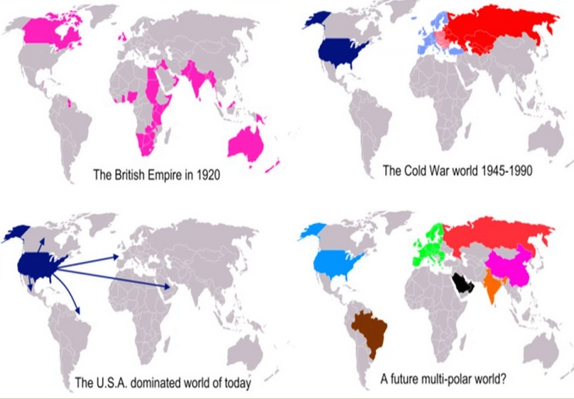 The British Empire in 1920
The Cold War world 1945-1990
The U.S.A. dominated world of today
A future multi-polar world?